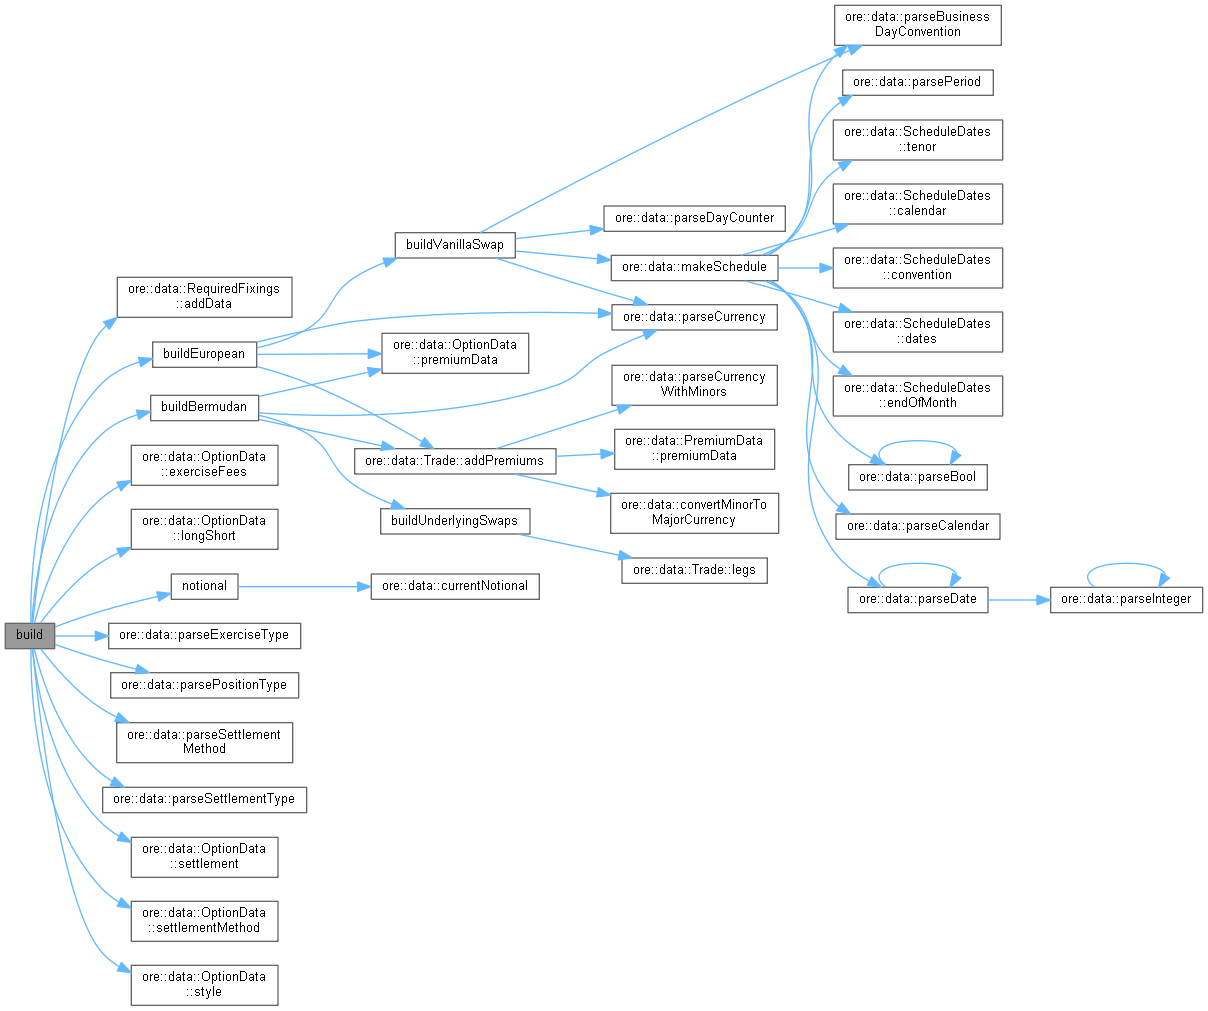 build
ore::data::RequiredFixings
::addData
buildEuropean
buildBermudan
ore::data::OptionData
::exerciseFees
ore::data::OptionData
::longShort
notional
ore::data::parseExerciseType
ore::data::parsePositionType
ore::data::parseSettlement
Method
ore::data::parseSettlementType
ore::data::OptionData
::settlement
ore::data::OptionData
::settlementMethod
ore::data::OptionData
::style
buildVanillaSwap
ore::data::OptionData
::premiumData
ore::data::Trade::addPremiums
buildUnderlyingSwaps
ore::data::currentNotional
ore::data::parseDayCounter
ore::data::makeSchedule
ore::data::parseCurrency
ore::data::parseCurrency
WithMinors
ore::data::PremiumData
::premiumData
ore::data::convertMinorTo
MajorCurrency
ore::data::Trade::legs
ore::data::parseBusiness
DayConvention
ore::data::parsePeriod
ore::data::ScheduleDates
::tenor
ore::data::ScheduleDates
::calendar
ore::data::ScheduleDates
::convention
ore::data::ScheduleDates
::dates
ore::data::ScheduleDates
::endOfMonth
ore::data::parseBool
ore::data::parseCalendar
ore::data::parseDate
ore::data::parseInteger